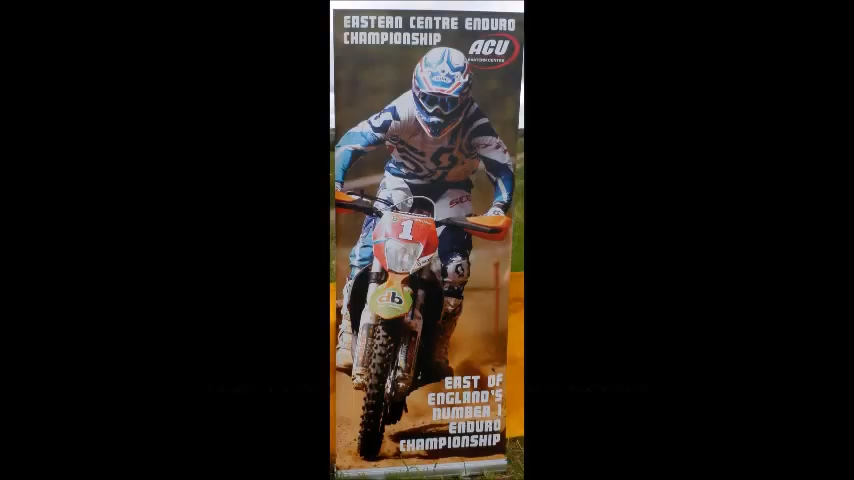 EASTERN CENTRE ENDURO
CHAMPIONSHIP
ACU
EASTERN CENTRE
1
db
EAST OF
ENGLAND'S
NUMBER 1
ENDURO
CHAMPIONSHIP